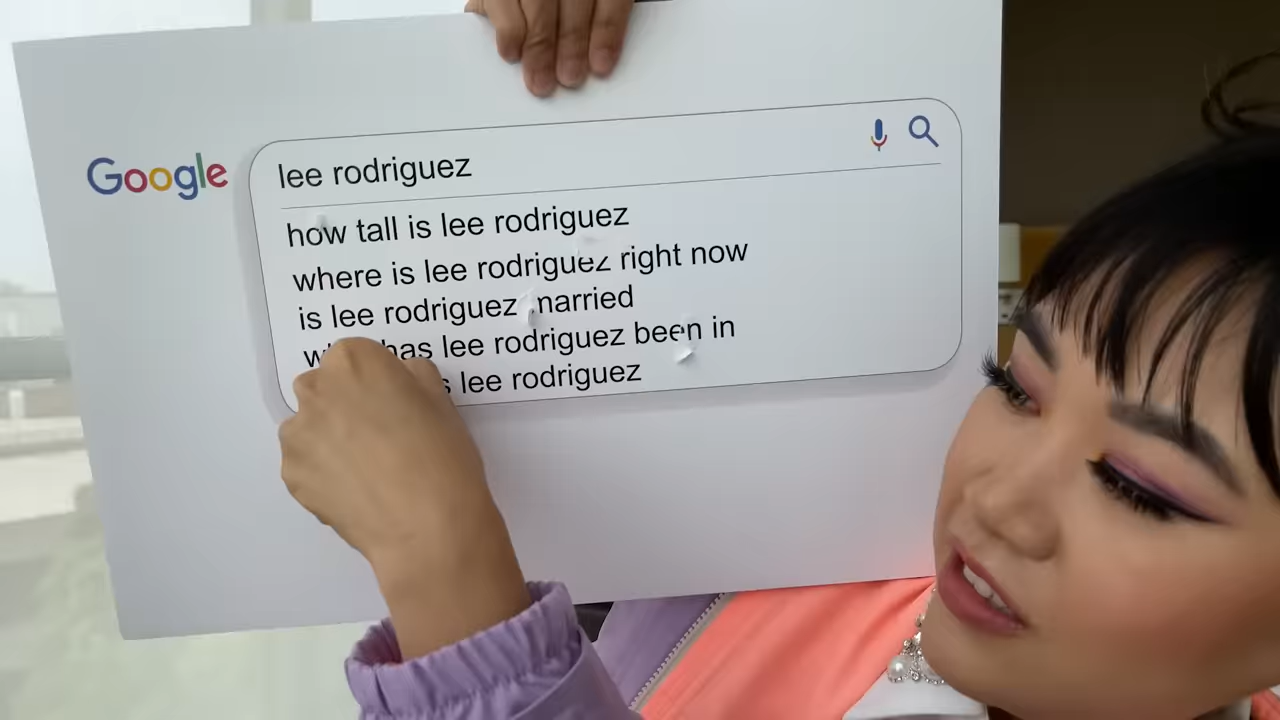 Google
lee rodriguez
how tall is lee rodriguez
where is lee rodriguez right now
is lee rodriguez married
has lee rodriguez been in
lee rodriguez